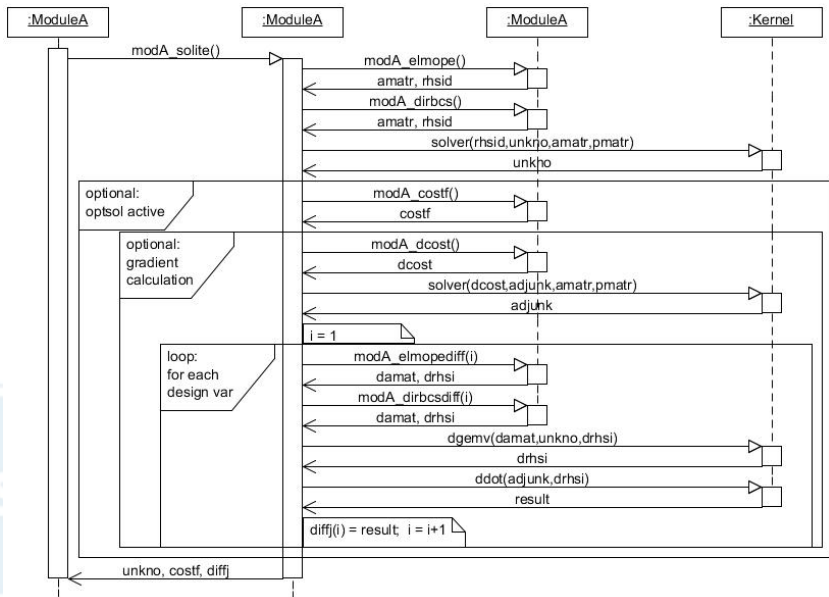 :ModuleA
:ModuleA
:ModuleA
:Kernel
modA_solite()
modA_elmope()
amatr, rhsid
modA_dirbcs()
amatr, rhsid
solver(rhsid,unkno,amatr,pmatr)
unkno
optional:
optsol active
modA_costf()
costf
optional:
gradient
calculation
modA_dcost()
dcost
solver(dcost,adjunk,amatr,pmatr)
adjunk
i = 1
loop:
for each
design var
modA_elmopediff(i)
damat, drhsi
modA_dirbcsdiff(i)
damat, drhsi
dgemv(damat,unkno,drhsi)
drhsi
ddot(adjunk,drhsi)
result
diffj(i) = result; i = i+1
unkno, costf, diffj